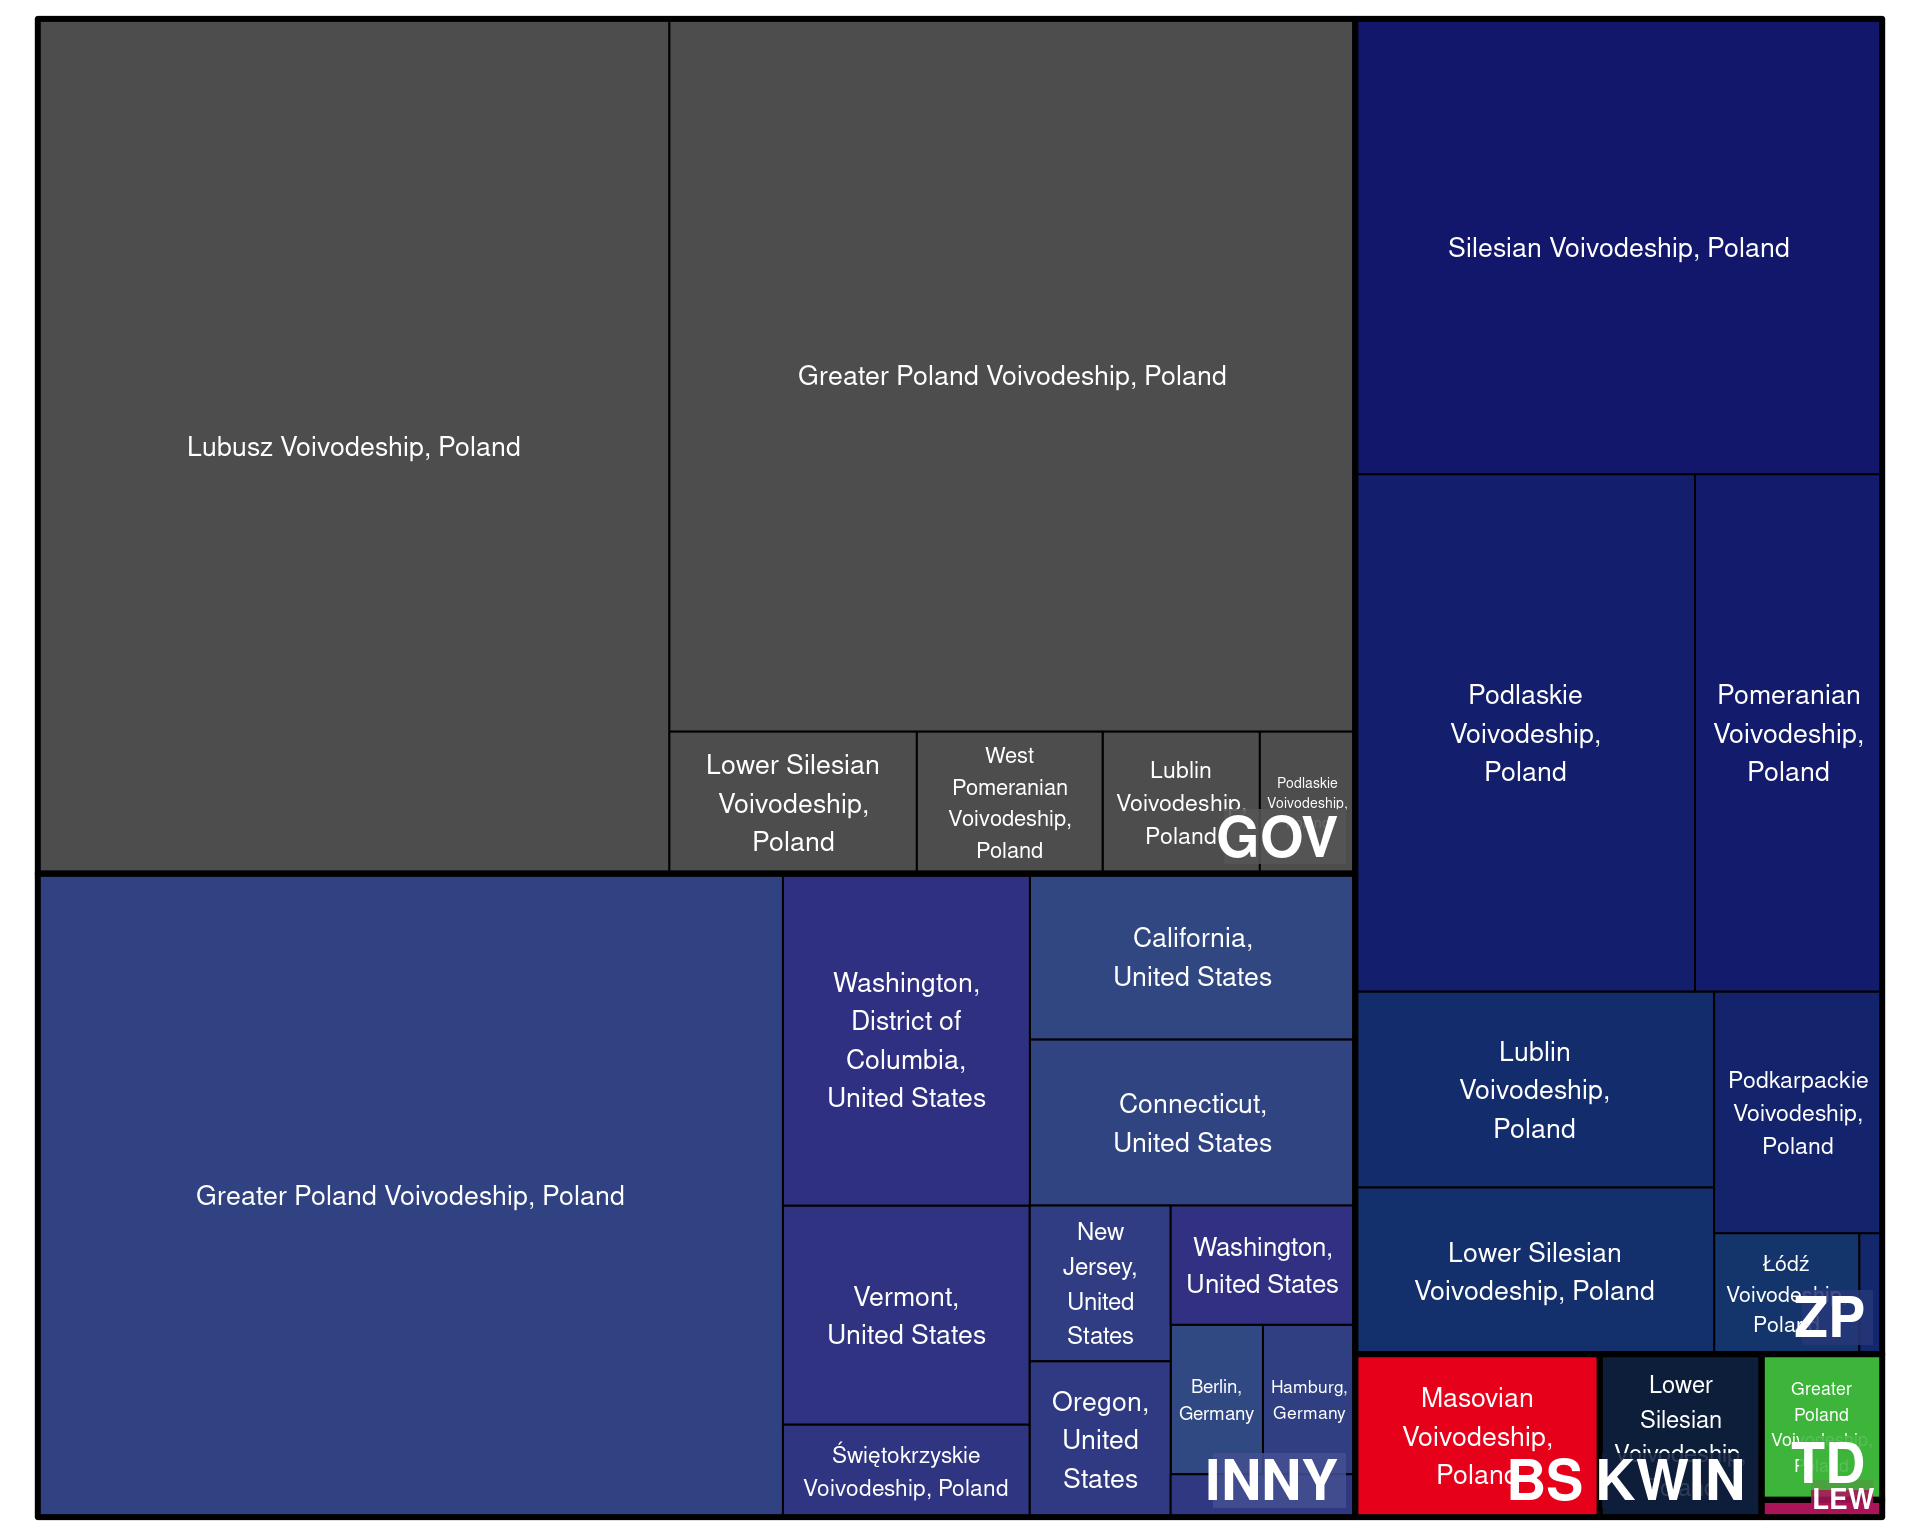 Lubusz Voivodeship, Poland
Greater Poland Voivodeship, Poland
Lower Silesian
Voivodeship,
Poland
West
Pomeranian
Voivodeship,
Poland
Lublin
Voivodeship,
Poland
Podlaskie
Voivodeship,
GOV
Silesian Voivodeship, Poland
Podlaskie
Voivodeship,
Poland
Pomeranian
Voivodeship,
Poland
Lublin
Voivodeship,
Poland
Podkarpackie
Voivodeship,
Poland
Lower Silesian
Voivodeship, Poland
Łódź
Voivodeship,
Poland
ZP
Greater Poland Voivodeship, Poland
Washington,
District of
Columbia,
United States
California,
United States
Connecticut,
United States
Vermont,
United States
Świętokrzyskie
Voivodeship, Poland
New
Jersey,
United
States
Washington,
United States
Oregon,
United
States
Berlin,
Germany
Hamburg,
Germany
INNY
Masovian
Voivodeship,
Poland
BS
Lower
Silesian
Voivodeship,
Poland
KWIN
Greater
Poland
Voivodeship,
Poland
TD
LEW